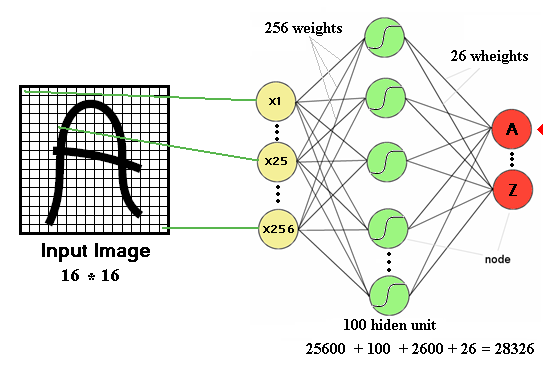 256 weights
26 wheights
x1
x25
x256
A
Z
Input Image
16 * 16
node
100 hiden unit
25600 + 100 + 2600 + 26 = 28326